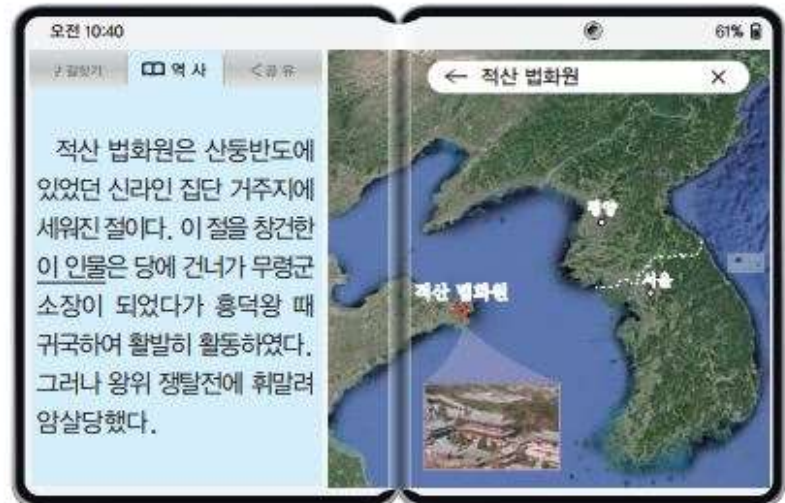 오전 10:40
61%
길찾기
역 사
공 유
← 적산 법화원 ×
적산 법화원은 산둥반도에
있었던 신라인 집단 거주지에
세워진 절이다. 이 절을 창건한
이 인물은 당에 건너가 무령군
소장이 되었다가 흥덕왕 때
귀국하여 활발히 활동하였다.
그러나 왕위 쟁탈전에 휘말려
암살당했다.
평양
서울
적산 법화원